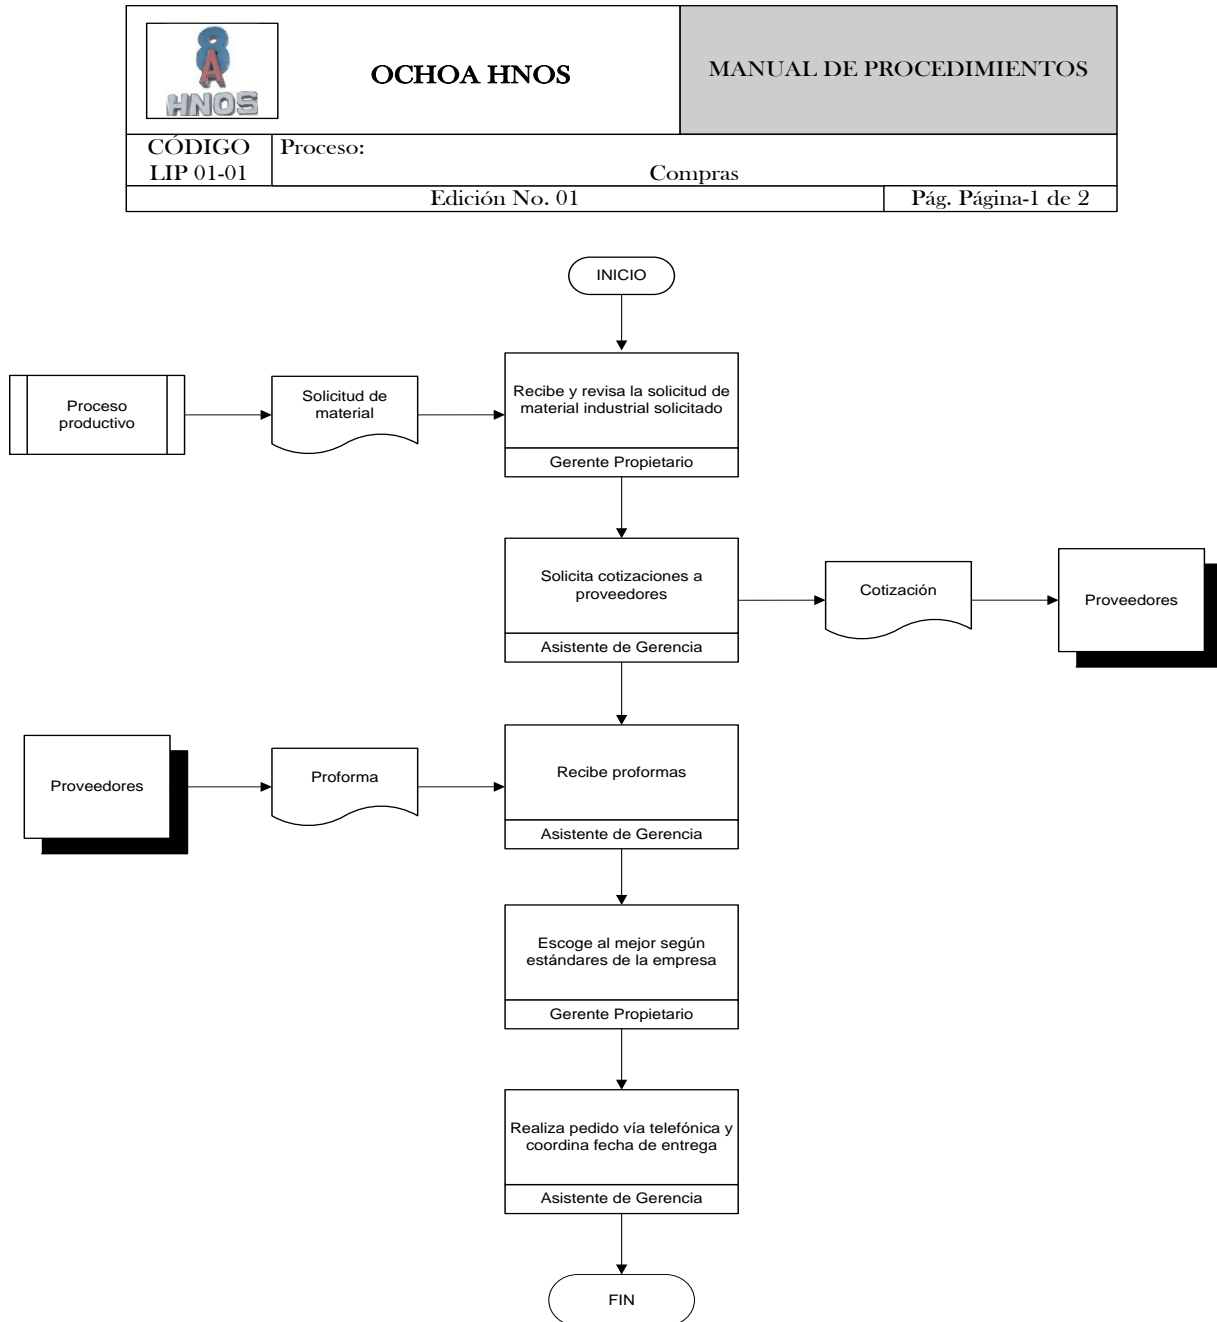 8
A
HNOS
OCHOA HNOS
MANUAL DE PROCEDIMIENTOS
CÓDIGO
LIP 01-01
Proceso:
Compras
Edición No. 01
Pág. Página-1 de 2
INICIO
Proceso
productivo
Solicitud de
material
Recibe y revisa la solicitud de
material industrial solicitado
Gerente Propietario
Solicita cotizaciones a
proveedores
Asistente de Gerencia
Cotización
Proveedores
Proveedores
Proforma
Recibe proformas
Asistente de Gerencia
Escoge al mejor según
estándares de la empresa
Gerente Propietario
Realiza pedido vía telefónica y
coordina fecha de entrega
Asistente de Gerencia
FIN